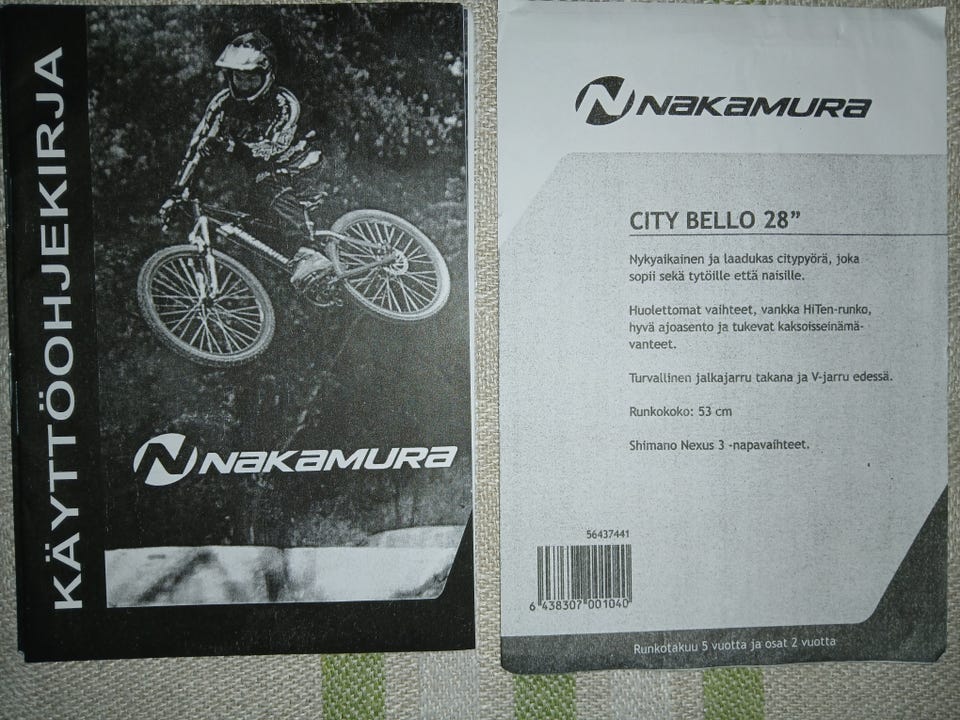 KÄYTTÖOHJEKIRJA
NAKAMURA
NAKAMURA
CITY BELLO 28”
Nykyaikainen ja laadukas citypyörä, joka
sopii sekä tytöille että naisille.
Huolettomat vaihteet, vankka HiTen-runko,
hyvä ajoasento ja tukevat kaksoisseinämä-
vanteet.
Turvallinen jalkajarru takana ja V-jarru edessä.
Runkokoko: 53 cm
Shimano Nexus 3 -napavaihteet.
56437441
6 438307 001040
Runkotakuu 5 vuotta ja osat 2 vuotta